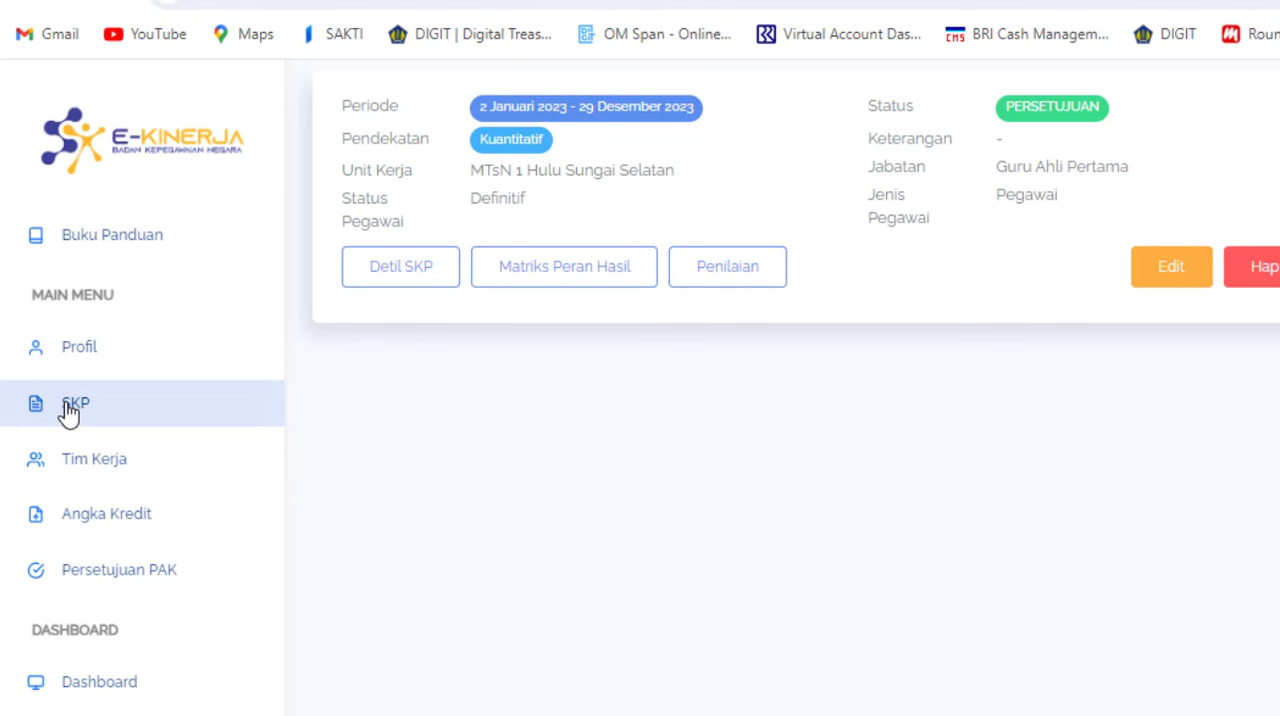 Gmail YouTube Maps SAKTI DIGIT | Digital Treas... OM Span - Online... Virtual Account Das... CMS BRI Cash Managem... DIGIT Roun
E-KINERJA
BADAN KEPEGAWAIAN NEGARA
Buku Panduan
MAIN MENU
Profil
SKP
Tim Kerja
Angka Kredit
Persetujuan PAK
DASHBOARD
Dashboard
Periode 2 Januari 2023 - 29 Desember 2023
Pendekatan Kuantitatif
Unit Kerja MTsN 1 Hulu Sungai Selatan
Status Definitif
Pegawai
Status PERSETUJUAN
Keterangan -
Jabatan Guru Ahli Pertama
Jenis Pegawai
Pegawai
Detil SKP Matriks Peran Hasil Penilaian Edit Hap